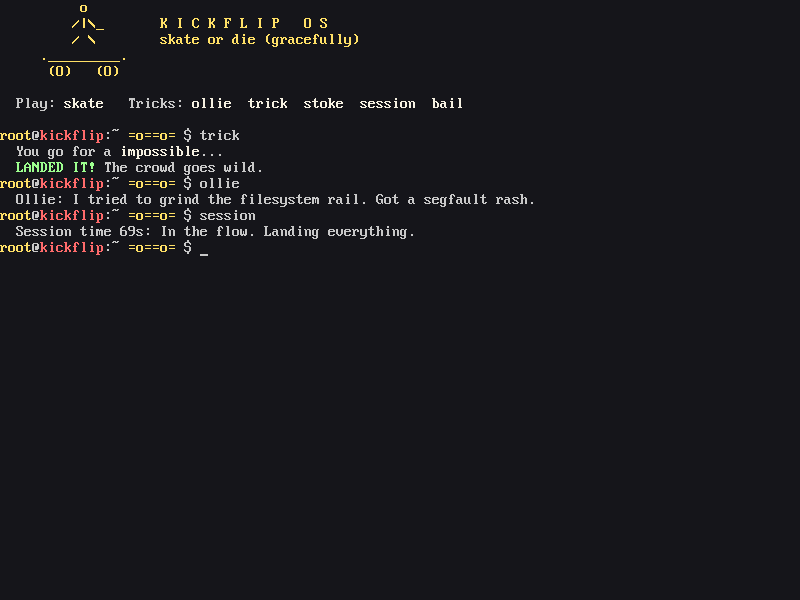 K I C K F L I P   O S
skate or die (gracefully)
(O)   (O)
Play: skate   Tricks: ollie  trick  stoke  session  bail
root@kickflip:~ =o==o= $ trick
You go for a impossible...
LANDED IT! The crowd goes wild.
root@kickflip:~ =o==o= $ ollie
Ollie: I tried to grind the filesystem rail. Got a segfault rash.
root@kickflip:~ =o==o= $ session
Session time 69s: In the flow. Landing everything.
root@kickflip:~ =o==o= $ _